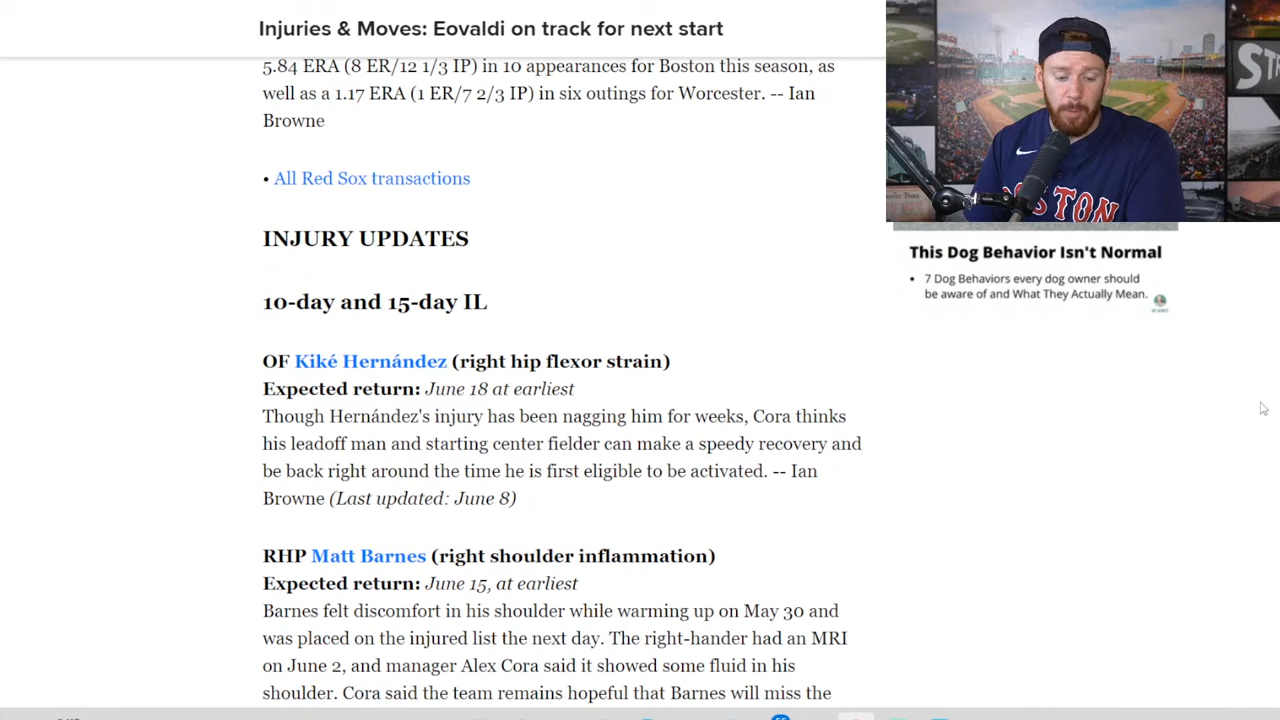 Injuries & Moves: Eovaldi on track for next start
5.84 ERA (8 ER/12 1/3 IP) in 10 appearances for Boston this season, as
well as a 1.17 ERA (1 ER/7 2/3 IP) in six outings for Worcester. -- Ian
Browne
• All Red Sox transactions
INJURY UPDATES
10-day and 15-day IL
OF Kiké Hernández (right hip flexor strain)
Expected return: June 18 at earliest
Though Hernández's injury has been nagging him for weeks, Cora thinks
his leadoff man and starting center fielder can make a speedy recovery and
be back right around the time he is first eligible to be activated. -- Ian
Browne (Last updated: June 8)
RHP Matt Barnes (right shoulder inflammation)
Expected return: June 15, at earliest
Barnes felt discomfort in his shoulder while warming up on May 30 and
was placed on the injured list the next day. The right-hander had an MRI
on June 2, and manager Alex Cora said it showed some fluid in his
shoulder. Cora said the team remains hopeful that Barnes will miss the
ST
BOSTON
This Dog Behavior Isn't Normal
• 7 Dog Behaviors every dog owner should
be aware of and What They Actually Mean.